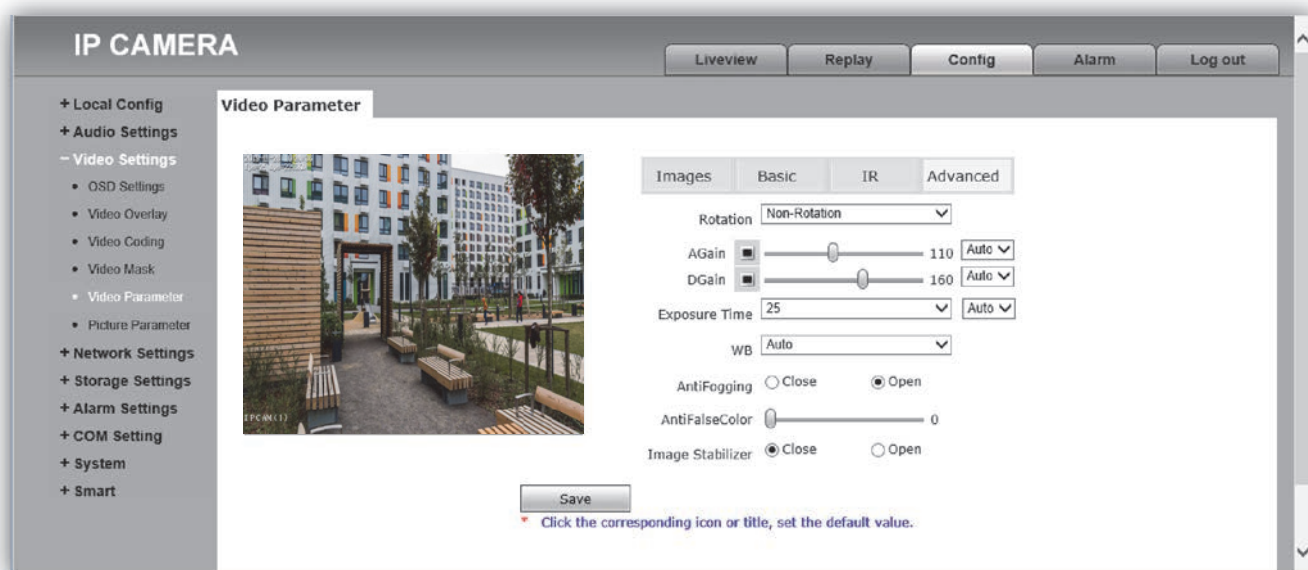 IP CAMERA
Liveview
Replay
Config
Alarm
Log out
+ Local Config
+ Audio Settings
− Video Settings
• OSD Settings
• Video Overlay
• Video Coding
• Video Mask
• Video Parameter
• Picture Parameter
+ Network Settings
+ Storage Settings
+ Alarm Settings
+ COM Setting
+ System
+ Smart
Video Parameter
IPCAM(1)
Images Basic IR Advanced
Rotation Non-Rotation
AGain 110 Auto
DGain 160 Auto
Exposure Time 25 Auto
WB Auto
AntiFogging Close Open
AntiFalseColor 0
Image Stabilizer Close Open
Save
* Click the corresponding icon or title, set the default value.